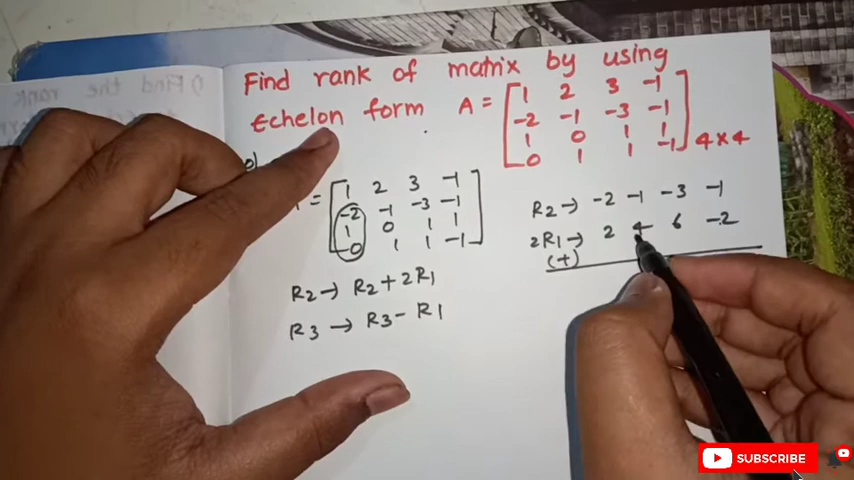 Find rank of matrix by using
Echelon form A = [1 2 3 -1
-2 -1 -3 -1
1 0 1 1
0 1 1 -1] 4×4
= [1 2 3 -1
-2 -1 -3 -1
1 0 1 1
0 1 1 -1]
R2 → R2 + 2R1
R3 → R3 - R1
R2 → -2 -1 -3 -1
2R1 → 2 4 6 -2
(+)
SUBSCRIBE